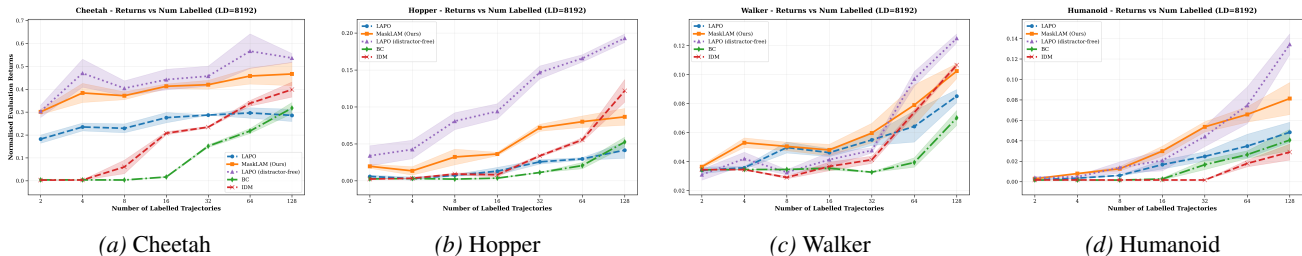 Cheetah - Returns vs Num Labelled (LD=8192)
Normalised Evaluation Returns
0.7
0.6
0.5
0.4
0.3
0.2
0.1
0.0
LAPO
MaskLAM (Ours)
LAPO (distractor-free)
BC
IDM
2 4 8 16 32 64 128
Number of Labelled Trajectories
(a) Cheetah
Hopper - Returns vs Num Labelled (LD=8192)
0.20
0.15
0.10
0.05
0.00
LAPO
MaskLAM (Ours)
LAPO (distractor-free)
BC
IDM
2 4 8 16 32 64 128
Number of Labelled Trajectories
(b) Hopper
Walker - Returns vs Num Labelled (LD=8192)
0.12
0.10
0.08
0.06
0.04
0.02
LAPO
MaskLAM (Ours)
LAPO (distractor-free)
BC
IDM
2 4 8 16 32 64 128
Number of Labelled Trajectories
(c) Walker
Humanoid - Returns vs Num Labelled (LD=8192)
0.14
0.12
0.10
0.08
0.06
0.04
0.02
0.00
LAPO
MaskLAM (Ours)
LAPO (distractor-free)
BC
IDM
2 4 8 16 32 64 128
Number of Labelled Trajectories
(d) Humanoid